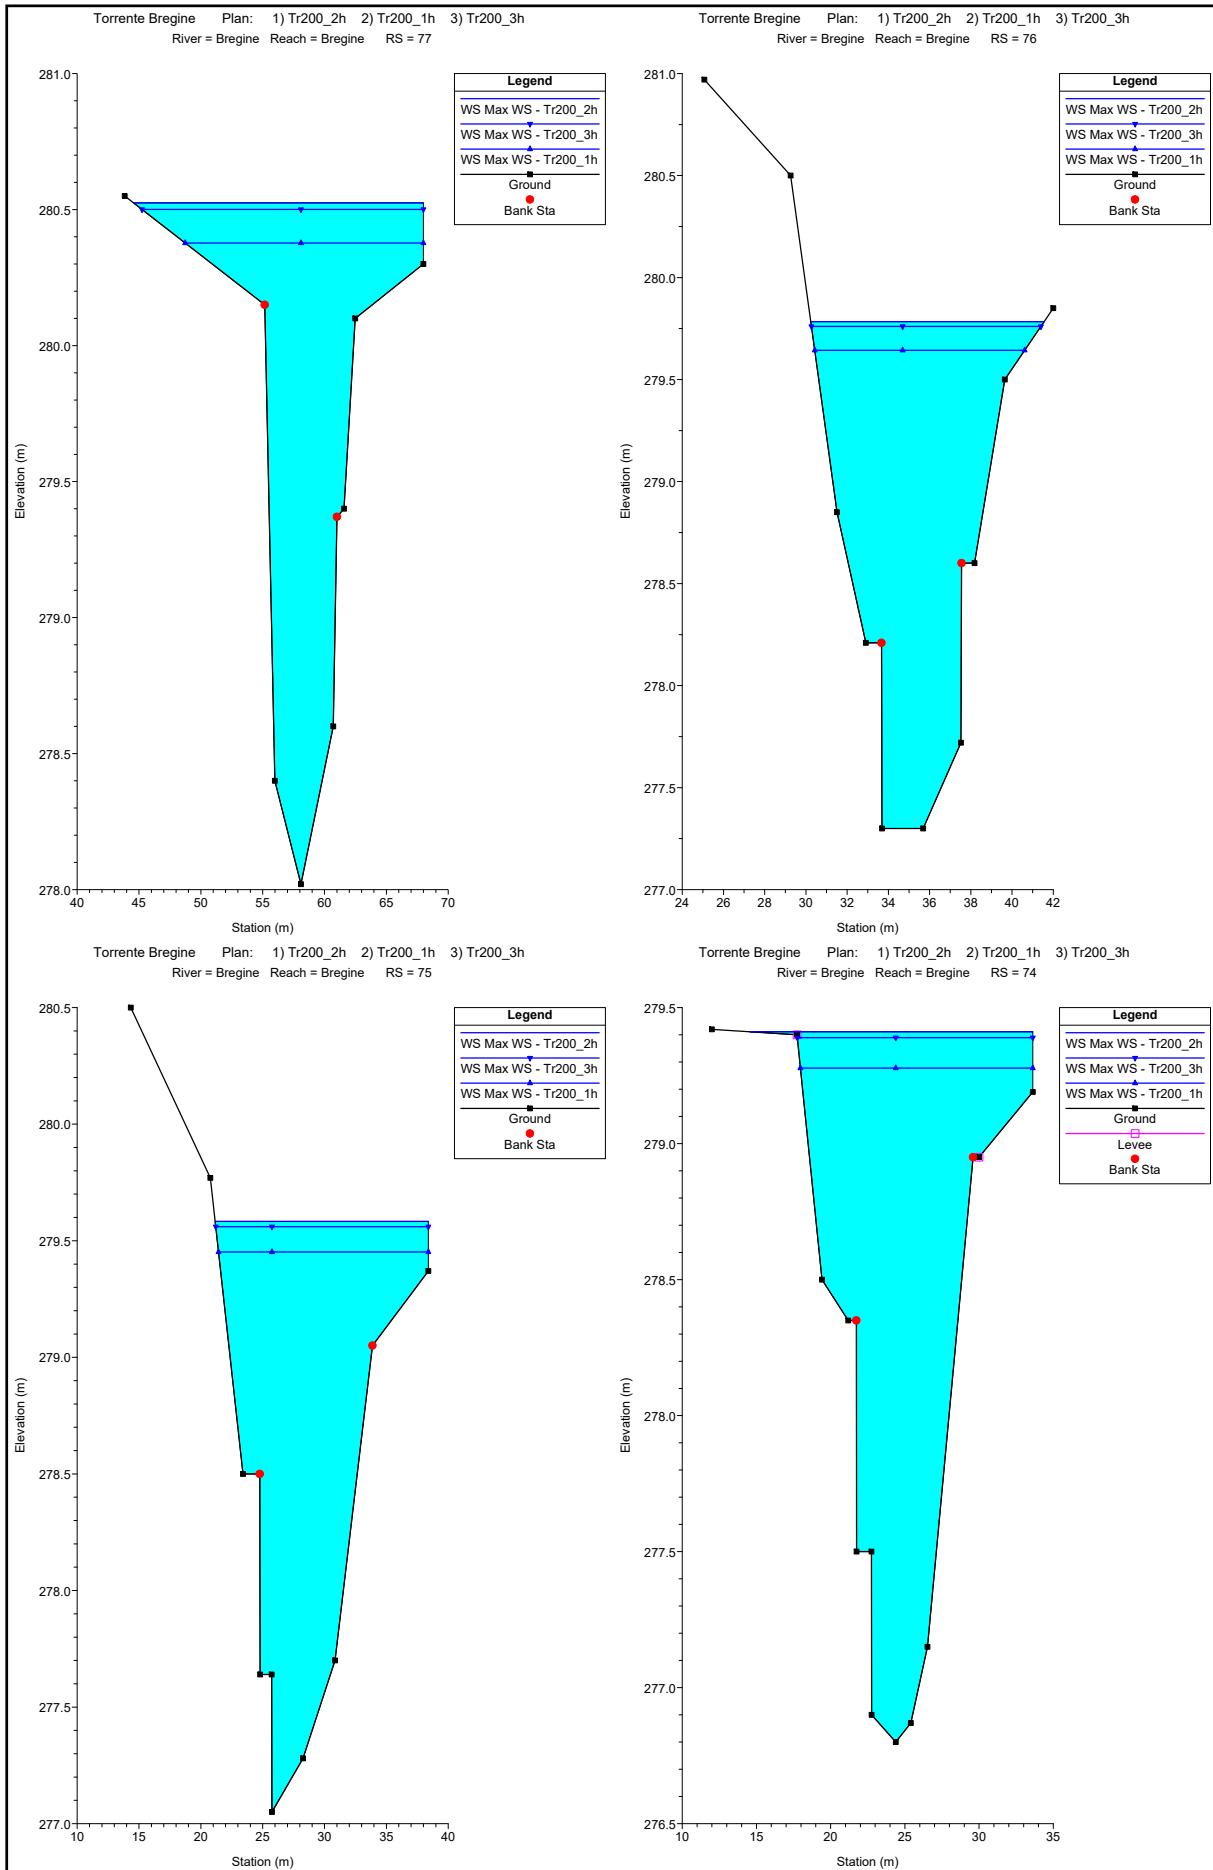 Torrente Bregine Plan: 1) Tr200_2h 2) Tr200_1h 3) Tr200_3h
River = Bregine Reach = Bregine RS = 77
281.0
280.5
280.0
279.5
279.0
278.5
278.0
Elevation (m)
40 45 50 55 60 65 70
Station (m)
Legend
WS Max WS - Tr200_2h
WS Max WS - Tr200_3h
WS Max WS - Tr200_1h
Ground
Bank Sta
Torrente Bregine Plan: 1) Tr200_2h 2) Tr200_1h 3) Tr200_3h
River = Bregine Reach = Bregine RS = 76
281.0
280.5
280.0
279.5
279.0
278.5
278.0
277.5
277.0
Elevation (m)
24 26 28 30 32 34 36 38 40 42
Station (m)
Legend
WS Max WS - Tr200_2h
WS Max WS - Tr200_3h
WS Max WS - Tr200_1h
Ground
Bank Sta
Torrente Bregine Plan: 1) Tr200_2h 2) Tr200_1h 3) Tr200_3h
River = Bregine Reach = Bregine RS = 75
280.5
280.0
279.5
279.0
278.5
278.0
277.5
277.0
Elevation (m)
10 15 20 25 30 35 40
Station (m)
Legend
WS Max WS - Tr200_2h
WS Max WS - Tr200_3h
WS Max WS - Tr200_1h
Ground
Bank Sta
Torrente Bregine Plan: 1) Tr200_2h 2) Tr200_1h 3) Tr200_3h
River = Bregine Reach = Bregine RS = 74
279.5
279.0
278.5
278.0
277.5
277.0
276.5
Elevation (m)
10 15 20 25 30 35
Station (m)
Legend
WS Max WS - Tr200_2h
WS Max WS - Tr200_3h
WS Max WS - Tr200_1h
Ground
Levee
Bank Sta